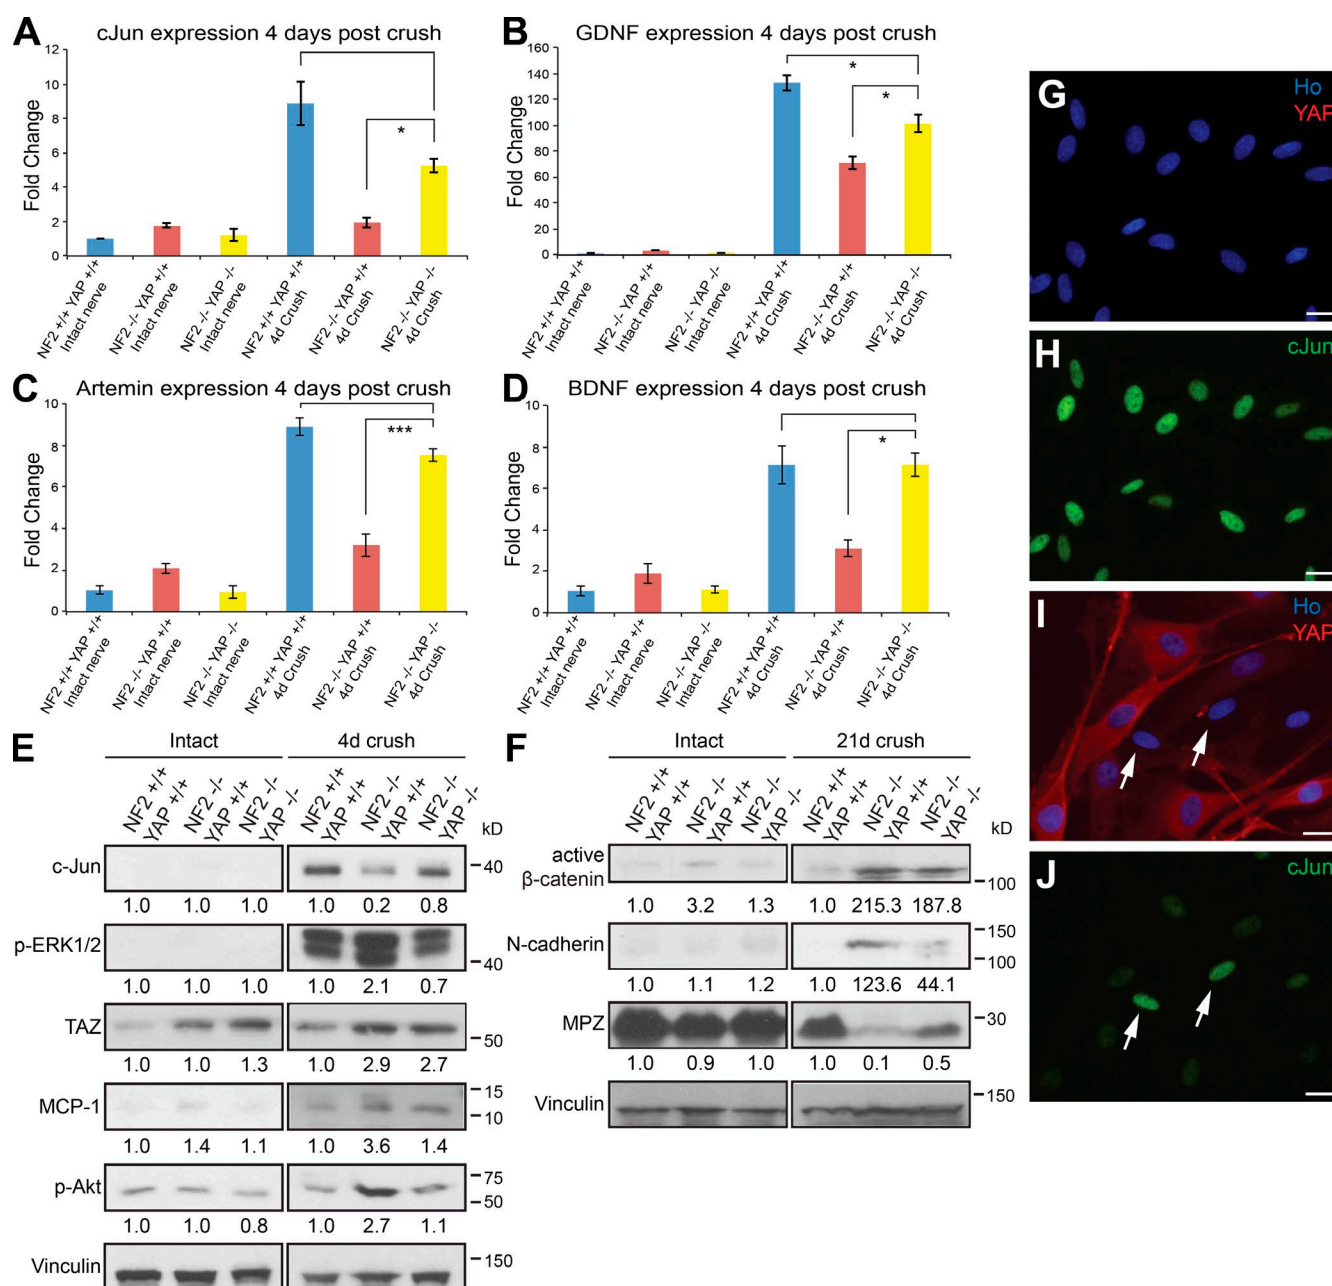 A
cJun expression 4 days post crush
Fold Change
12
10
8
6
4
2
0
*
NF2 +/+ YAP +/+
Intact nerve
NF2 -/- YAP +/+
Intact nerve
NF2 -/- YAP -/-
Intact nerve
NF2 +/+ YAP +/+
4d Crush
NF2 -/- YAP +/+
4d Crush
NF2 -/- YAP -/-
4d Crush
B
GDNF expression 4 days post crush
Fold Change
160
140
120
100
80
60
40
20
0
*
*
NF2 +/+ YAP +/+
Intact nerve
NF2 -/- YAP +/+
Intact nerve
NF2 -/- YAP -/-
Intact nerve
NF2 +/+ YAP +/+
4d Crush
NF2 -/- YAP +/+
4d Crush
NF2 -/- YAP -/-
4d Crush
C
Artemin expression 4 days post crush
Fold Change
10
8
6
4
2
0
***
NF2 +/+ YAP +/+
Intact nerve
NF2 -/- YAP +/+
Intact nerve
NF2 -/- YAP -/-
Intact nerve
NF2 +/+ YAP +/+
4d Crush
NF2 -/- YAP +/+
4d Crush
NF2 -/- YAP -/-
4d Crush
D
BDNF expression 4 days post crush
Fold Change
10
8
6
4
2
0
*
NF2 +/+ YAP +/+
Intact nerve
NF2 -/- YAP +/+
Intact nerve
NF2 -/- YAP -/-
Intact nerve
NF2 +/+ YAP +/+
4d Crush
NF2 -/- YAP +/+
4d Crush
NF2 -/- YAP -/-
4d Crush
E
Intact 4d crush
NF2 +/+
YAP +/+
NF2 -/-
YAP +/+
NF2 -/-
YAP -/-
NF2 +/+
YAP +/+
NF2 -/-
YAP +/+
NF2 -/-
YAP -/-
kD
c-Jun 40
1.0 1.0 1.0 1.0 0.2 0.8
p-ERK1/2 40
1.0 1.0 1.0 1.0 2.1 0.7
TAZ 50
1.0 1.0 1.3 1.0 2.9 2.7
MCP-1 15
10
1.0 1.4 1.1 1.0 3.6 1.4
p-Akt 75
50
1.0 1.0 0.8 1.0 2.7 1.1
Vinculin 150
F
Intact 21d crush
NF2 +/+
YAP +/+
NF2 -/-
YAP +/+
NF2 -/-
YAP -/-
NF2 +/+
YAP +/+
NF2 -/-
YAP +/+
NF2 -/-
YAP -/-
kD
active
β-catenin 100
1.0 3.2 1.3 1.0 215.3 187.8
N-cadherin 150
100
1.0 1.1 1.2 1.0 123.6 44.1
MPZ 30
1.0 0.9 1.0 1.0 0.1 0.5
Vinculin 150
G
Ho
YAP
H
cJun
I
Ho
YAP
J
cJun